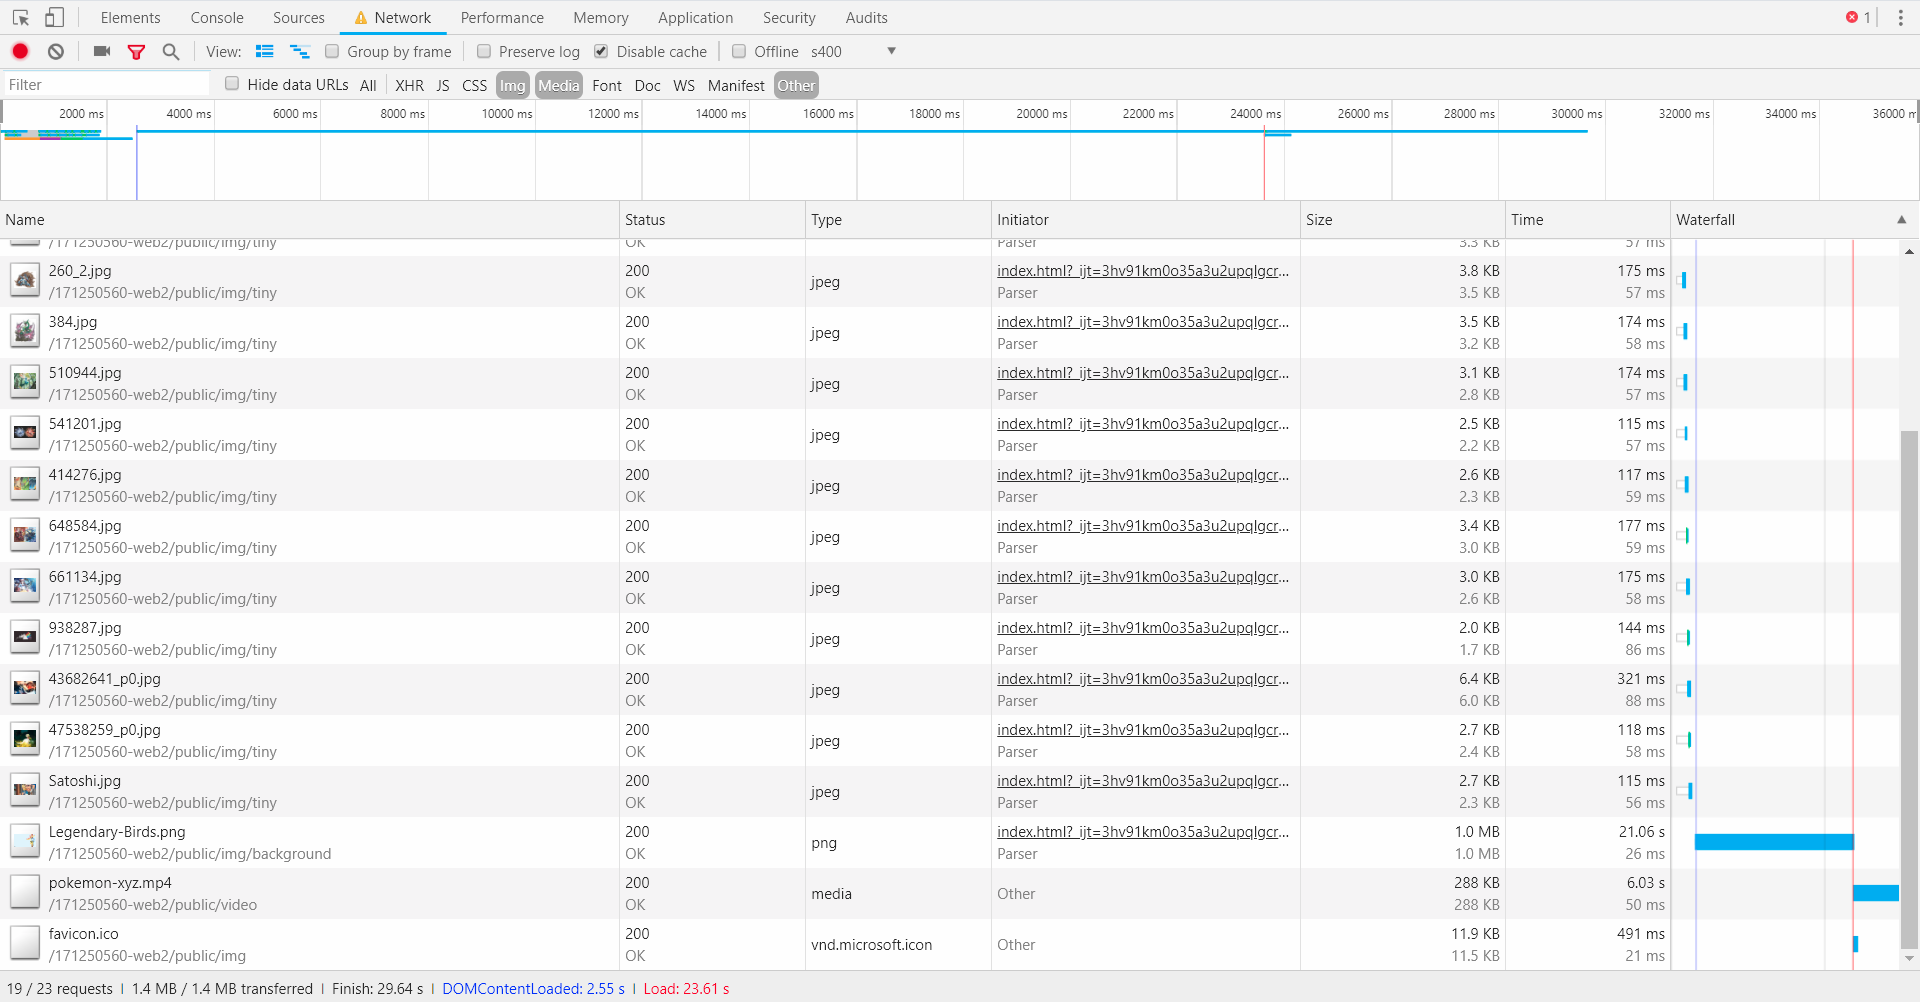 Elements Console Sources Network Performance Memory Application Security Audits 1
View: Group by frame Preserve log Disable cache Offline s400
Filter Hide data URLs All XHR JS CSS Img Media Font Doc WS Manifest Other
2000 ms 4000 ms 6000 ms 8000 ms 10000 ms 12000 ms 14000 ms 16000 ms 18000 ms 20000 ms 22000 ms 24000 ms 26000 ms 28000 ms 30000 ms 32000 ms 34000 ms 36000 m
Name Status Type Initiator Size Time Waterfall
/171250560-web2/public/img/tiny OK Parser 3.3 KB 57 ms
260_2.jpg 200 jpeg index.html?_ijt=3hv91km0o35a3u2upqlgcr... 3.8 KB 175 ms
/171250560-web2/public/img/tiny OK Parser 3.5 KB 57 ms
384.jpg 200 jpeg index.html?_ijt=3hv91km0o35a3u2upqlgcr... 3.5 KB 174 ms
/171250560-web2/public/img/tiny OK Parser 3.2 KB 58 ms
510944.jpg 200 jpeg index.html?_ijt=3hv91km0o35a3u2upqlgcr... 3.1 KB 174 ms
/171250560-web2/public/img/tiny OK Parser 2.8 KB 57 ms
541201.jpg 200 jpeg index.html?_ijt=3hv91km0o35a3u2upqlgcr... 2.5 KB 115 ms
/171250560-web2/public/img/tiny OK Parser 2.2 KB 57 ms
414276.jpg 200 jpeg index.html?_ijt=3hv91km0o35a3u2upqlgcr... 2.6 KB 117 ms
/171250560-web2/public/img/tiny OK Parser 2.3 KB 59 ms
648584.jpg 200 jpeg index.html?_ijt=3hv91km0o35a3u2upqlgcr... 3.4 KB 177 ms
/171250560-web2/public/img/tiny OK Parser 3.0 KB 59 ms
661134.jpg 200 jpeg index.html?_ijt=3hv91km0o35a3u2upqlgcr... 3.0 KB 175 ms
/171250560-web2/public/img/tiny OK Parser 2.6 KB 58 ms
938287.jpg 200 jpeg index.html?_ijt=3hv91km0o35a3u2upqlgcr... 2.0 KB 144 ms
/171250560-web2/public/img/tiny OK Parser 1.7 KB 86 ms
43682641_p0.jpg 200 jpeg index.html?_ijt=3hv91km0o35a3u2upqlgcr... 6.4 KB 321 ms
/171250560-web2/public/img/tiny OK Parser 6.0 KB 88 ms
47538259_p0.jpg 200 jpeg index.html?_ijt=3hv91km0o35a3u2upqlgcr... 2.7 KB 118 ms
/171250560-web2/public/img/tiny OK Parser 2.4 KB 58 ms
Satoshi.jpg 200 jpeg index.html?_ijt=3hv91km0o35a3u2upqlgcr... 2.7 KB 115 ms
/171250560-web2/public/img/tiny OK Parser 2.3 KB 56 ms
Legendary-Birds.png 200 png index.html?_ijt=3hv91km0o35a3u2upqlgcr... 1.0 MB 21.06 s
/171250560-web2/public/img/background OK Parser 1.0 MB 26 ms
pokemon-xyz.mp4 200 media Other 288 KB 6.03 s
/171250560-web2/public/video OK 288 KB 50 ms
favicon.ico 200 vnd.microsoft.icon Other 11.9 KB 491 ms
/171250560-web2/public/img OK 11.5 KB 21 ms
19 / 23 requests | 1.4 MB / 1.4 MB transferred | Finish: 29.64 s | DOMContentLoaded: 2.55 s | Load: 23.61 s